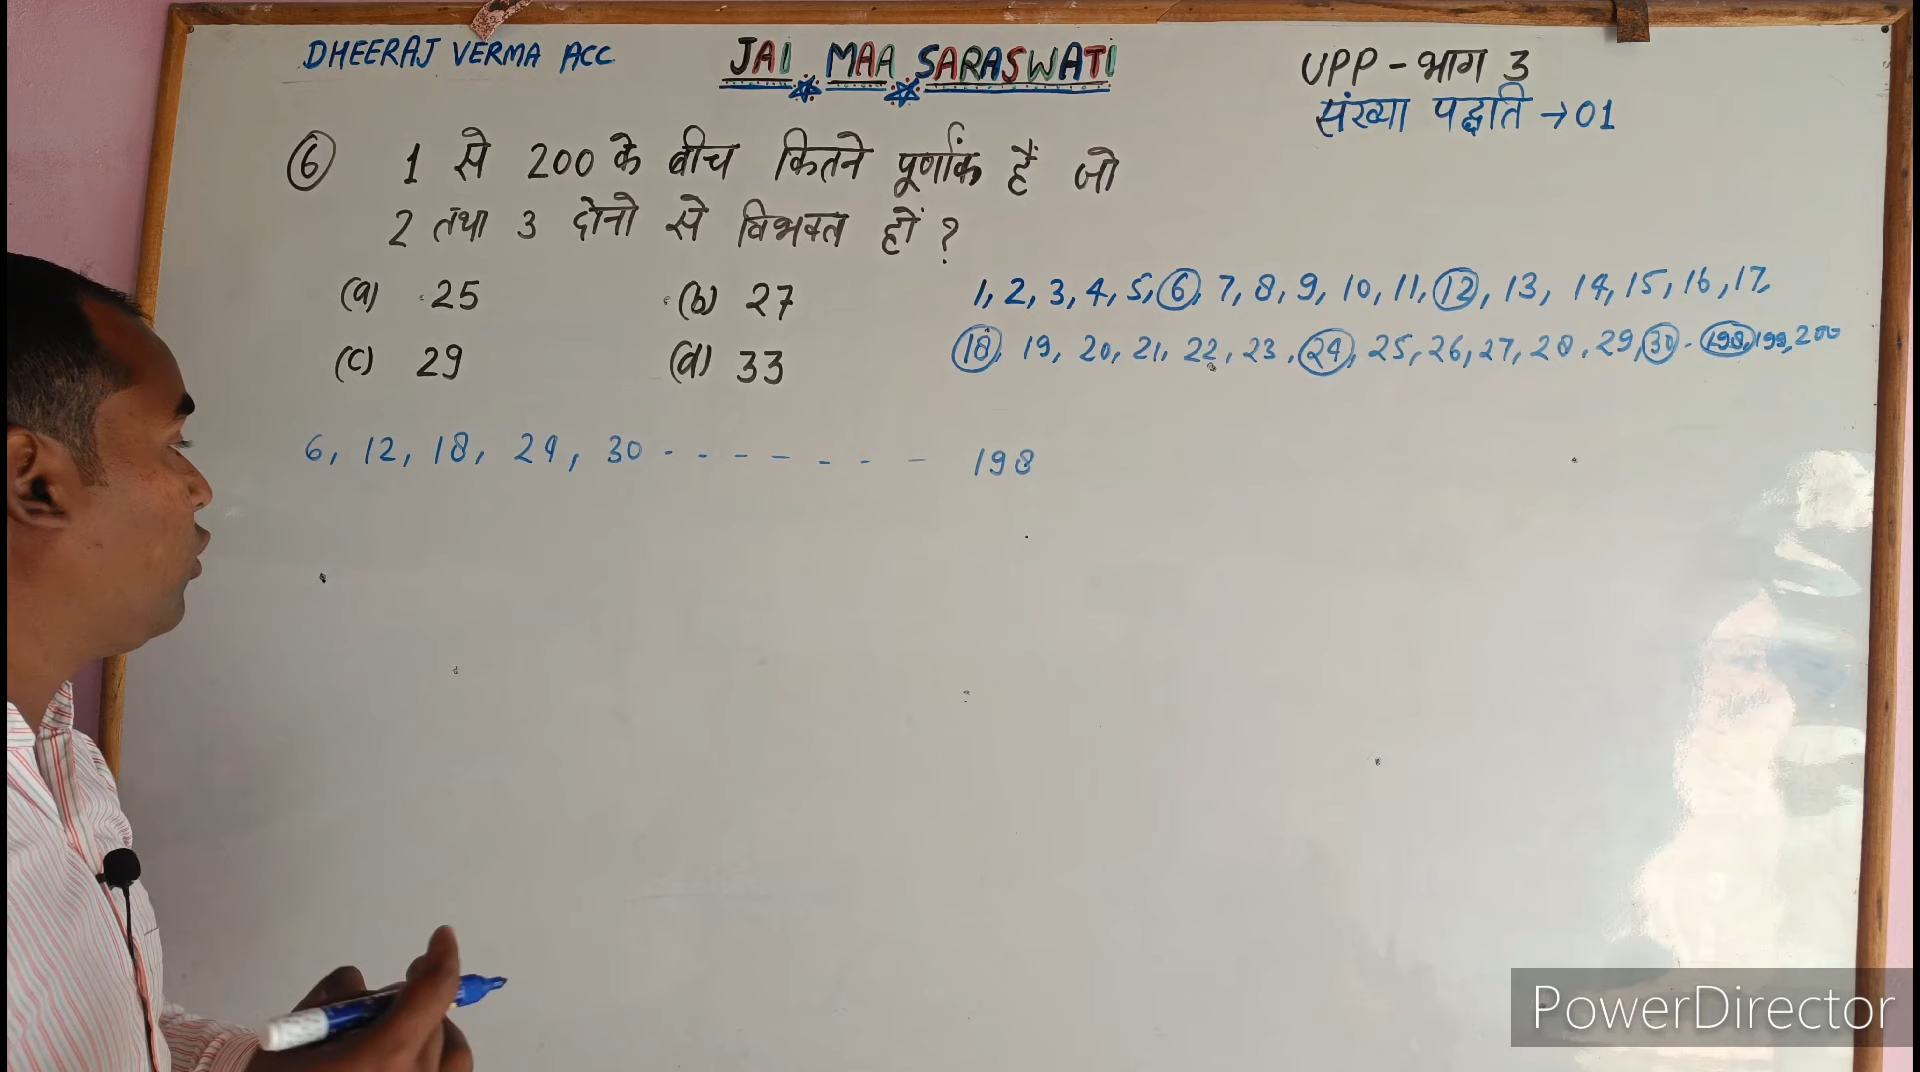 DHEERAJ VERMA ACC
JAI MAA SARASWATI
UPP - भाग 3
संख्या पद्धति → 01
6 1 से 200 के बीच कितने पूर्णांक हैं जो
2 तथा 3 दोनो से विभक्त हों ?
(a) 25 (b) 27
(c) 29 (d) 33
1, 2, 3, 4, 5, 6, 7, 8, 9, 10, 11, 12, 13, 14, 15, 16, 17,
18, 19, 20, 21, 22, 23, 24, 25, 26, 27, 28, 29, 30 - 198, 199, 200
6, 12, 18, 24, 30 - - - - - - - 198
PowerDirector